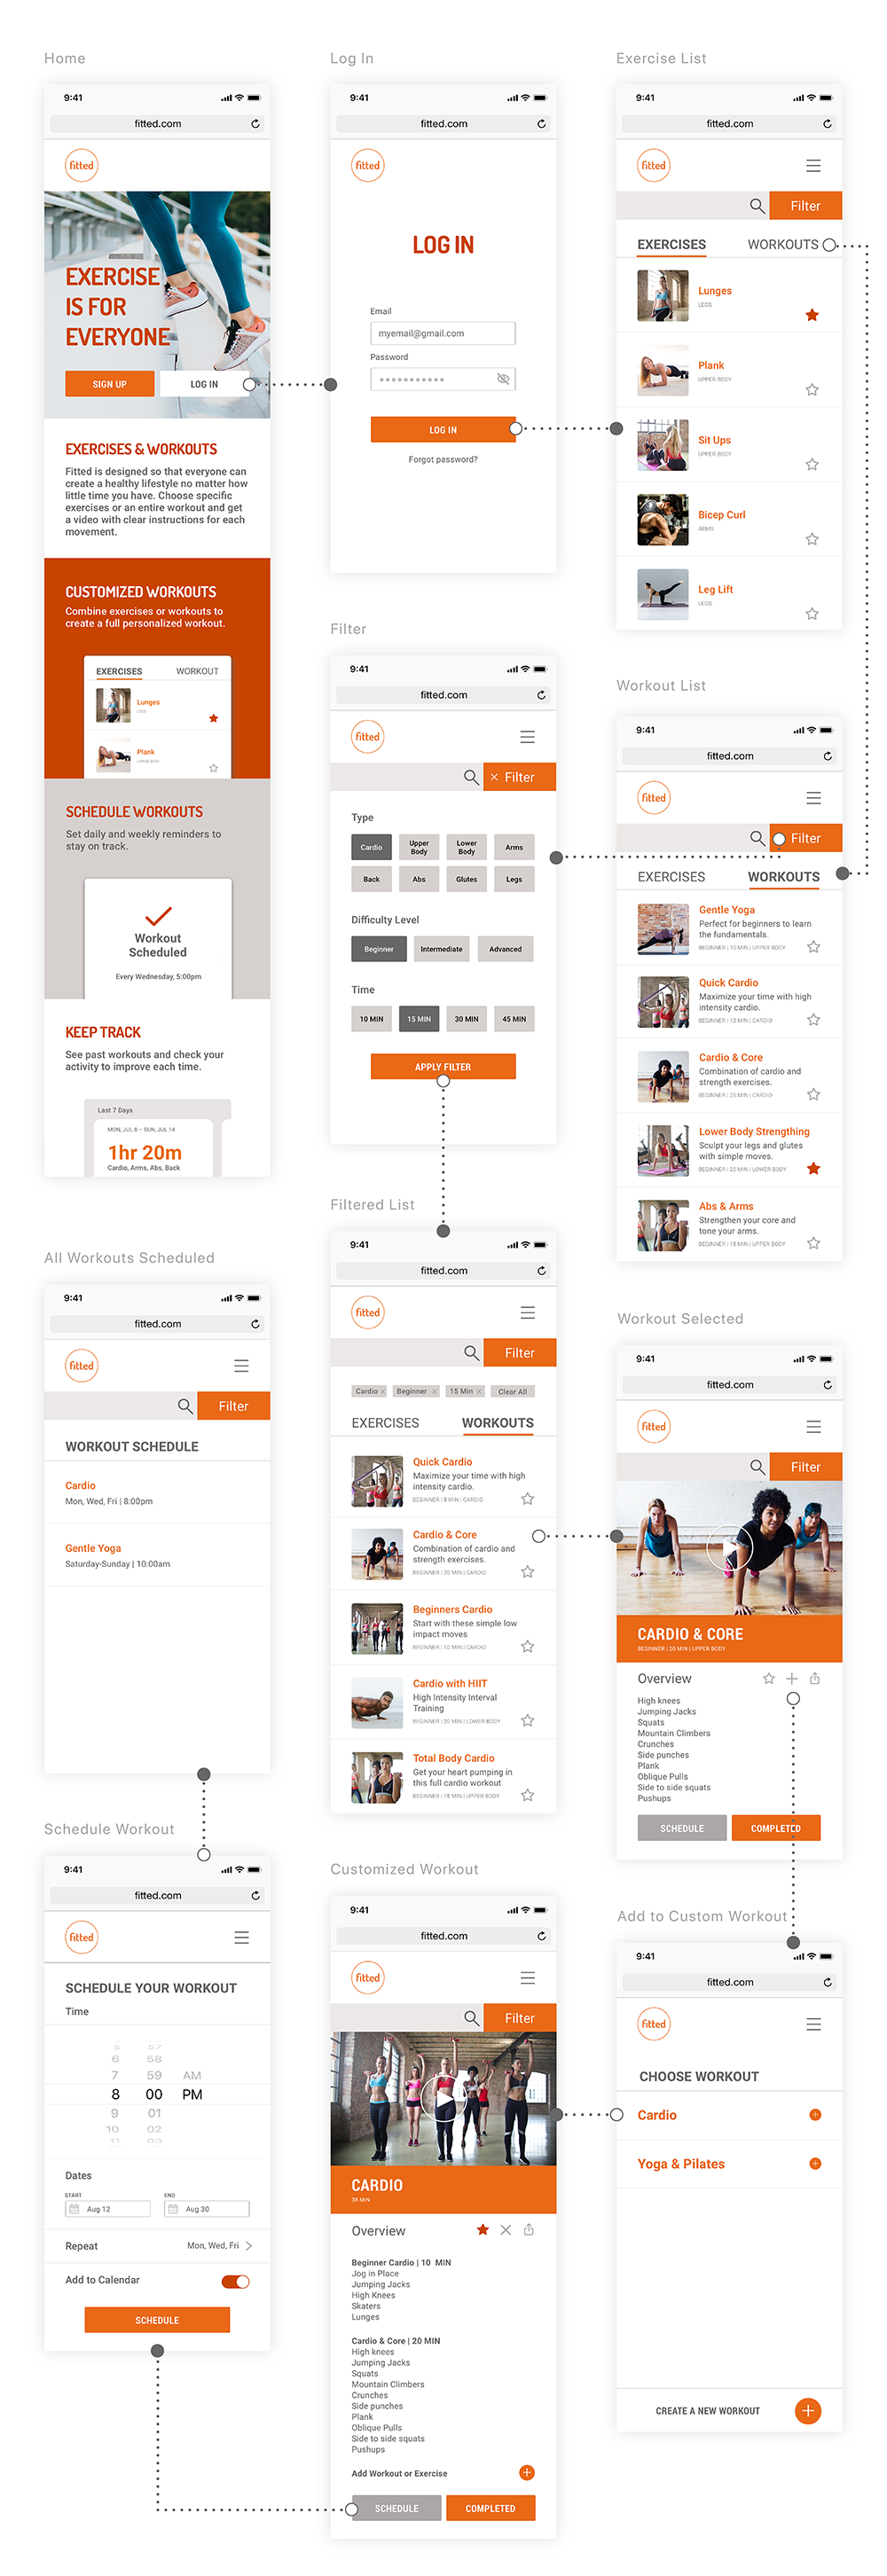 Home
9:41
fitted.com
fitted
EXERCISE
IS FOR
EVERYONE
SIGN UP
LOG IN
EXERCISES & WORKOUTS
Fitted is designed so that everyone can
create a healthy lifestyle no matter how
little time you have. Choose specific
exercises or an entire workout and get
a video with clear instructions for each
movement.
CUSTOMIZED WORKOUTS
Combine exercises or workouts to
create a full personalized workout.
EXERCISES WORKOUT
Lunges
LEGS
Plank
UPPER BODY
SCHEDULE WORKOUTS
Set daily and weekly reminders to
stay on track.
Workout
Scheduled
Every Wednesday, 5:00pm
KEEP TRACK
See past workouts and check your
activity to improve each time.
Last 7 Days
MON, JUL 8 – SUN, JUL 14
1hr 20m
Cardio, Arms, Abs, Back
Log In
9:41
fitted.com
fitted
LOG IN
Email
myemail@gmail.com
Password
LOG IN
Forgot password?
Exercise List
9:41
fitted.com
fitted
Filter
EXERCISES WORKOUTS
Lunges
LEGS
Plank
UPPER BODY
Sit Ups
UPPER BODY
Bicep Curl
ARMS
Leg Lift
LEGS
Filter
9:41
fitted.com
fitted
× Filter
Type
Cardio Upper Body Lower Body Arms
Back Abs Glutes Legs
Difficulty Level
Beginner Intermediate Advanced
Time
10 MIN 15 MIN 30 MIN 45 MIN
APPLY FILTER
Workout List
9:41
fitted.com
fitted
Filter
EXERCISES WORKOUTS
Gentle Yoga
Perfect for beginners to learn
the fundamentals.
BEGINNER | 10 MIN | UPPER BODY
Quick Cardio
Maximize your time with high
intensity cardio.
BEGINNER | 13 MIN | CARDIO
Cardio & Core
Combination of cardio and
strength exercises.
BEGINNER | 25 MIN | CARDIO
Lower Body Strengthing
Sculpt your legs and glutes
with simple moves.
BEGINNER | 22 MIN | LOWER BODY
Abs & Arms
Strengthen your core and
tone your arms.
BEGINNER | 18 MIN | UPPER BODY
Filtered List
9:41
fitted.com
fitted
Filter
Cardio × Beginner × 15 Min × Clear All
EXERCISES WORKOUTS
Quick Cardio
Maximize your time with high
intensity cardio.
BEGINNER | 8 MIN | CARDIO
Cardio & Core
Combination of cardio and
strength exercises.
BEGINNER | 20 MIN | CARDIO
Beginners Cardio
Start with these simple low
impact moves
BEGINNER | 10 MIN | CARDIO
Cardio with HIIT
High Intensity Interval
Training
BEGINNER | 20 MIN | LOWER BODY
Total Body Cardio
Get your heart pumping in
this full cardio workout
BEGINNER | 18 MIN | UPPER BODY
All Workouts Scheduled
9:41
fitted.com
fitted
Filter
WORKOUT SCHEDULE
Cardio
Mon, Wed, Fri | 8:00pm
Gentle Yoga
Saturday-Sunday | 10:00am
Workout Selected
9:41
fitted.com
fitted
Filter
CARDIO & CORE
BEGINNER | 20 MIN | UPPER BODY
Overview
High knees
Jumping Jacks
Squats
Mountain Climbers
Crunches
Side punches
Plank
Oblique Pulls
Side to side squats
Pushups
SCHEDULE COMPLETED
Schedule Workout
9:41
fitted.com
fitted
SCHEDULE YOUR WORKOUT
Time
5 57
6 58
7 59 AM
8 00 PM
9 01
10 02
11 03
Dates
START END
Aug 12 Aug 30
Repeat Mon, Wed, Fri
Add to Calendar
SCHEDULE
Customized Workout
9:41
fitted.com
fitted
Filter
CARDIO
38 MIN
Overview
Beginner Cardio | 10 MIN
Jog in Place
Jumping Jacks
High Knees
Skaters
Lunges
Cardio & Core | 20 MIN
High knees
Jumping Jacks
Squats
Mountain Climbers
Crunches
Side punches
Plank
Oblique Pulls
Side to side squats
Pushups
Add Workout or Exercise
SCHEDULE COMPLETED
Add to Custom Workout
9:41
fitted.com
fitted
CHOOSE WORKOUT
Cardio
Yoga & Pilates
CREATE A NEW WORKOUT